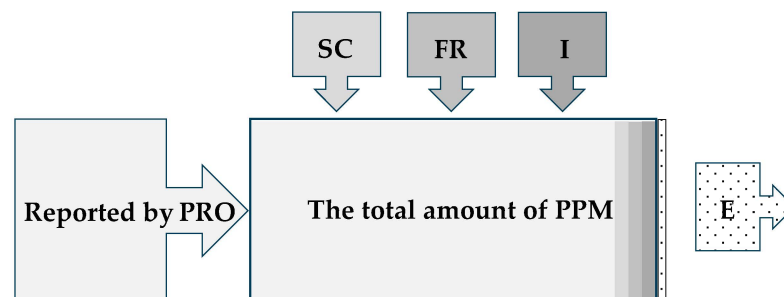 SC
FR
I
Reported by PRO
The total amount of PPM
E